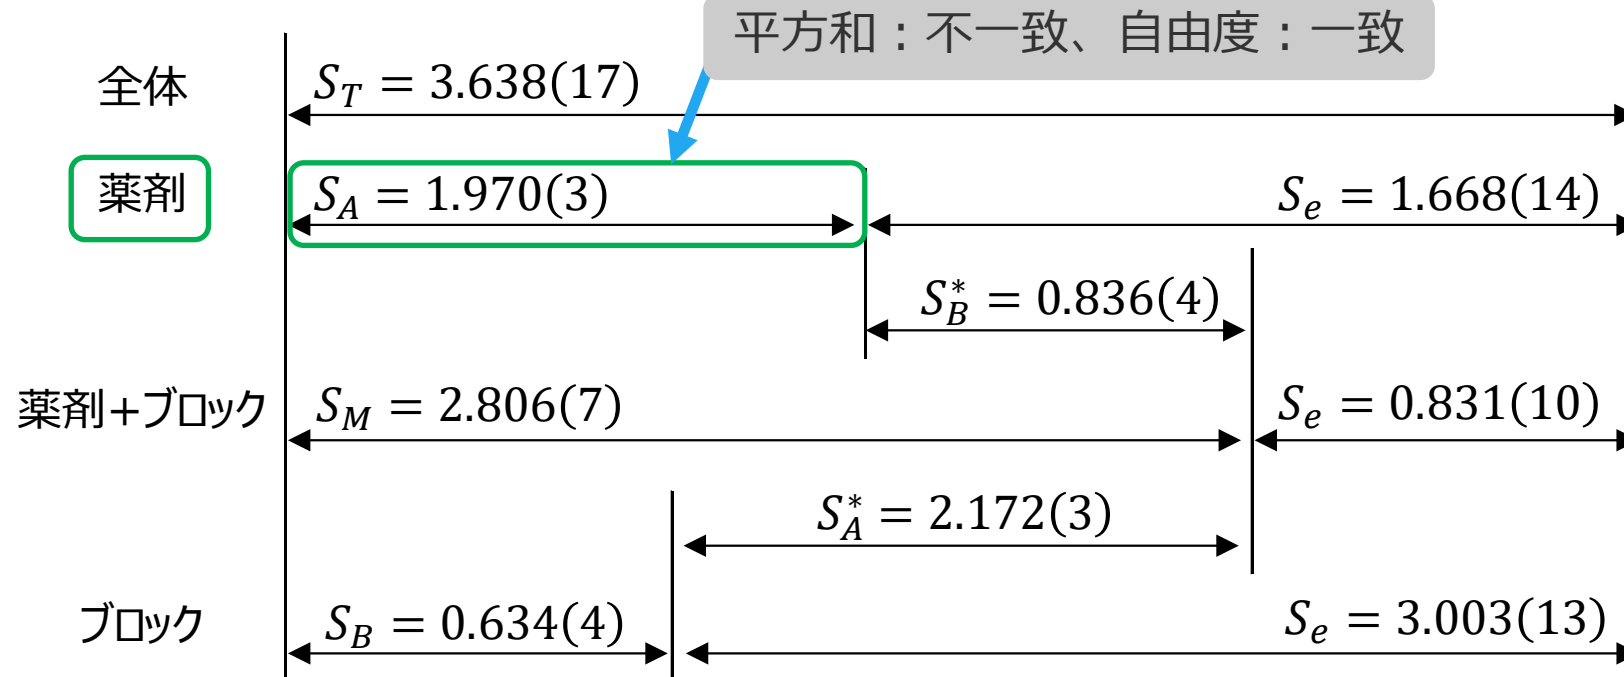 平方和：不一致、自由度：一致
全体 S_T = 3.638(17)
薬剤 S_A = 1.970(3) S_e = 1.668(14)
S_B^* = 0.836(4)
薬剤+ブロック S_M = 2.806(7) S_e = 0.831(10)
S_A^* = 2.172(3)
ブロック S_B = 0.634(4) S_e = 3.003(13)